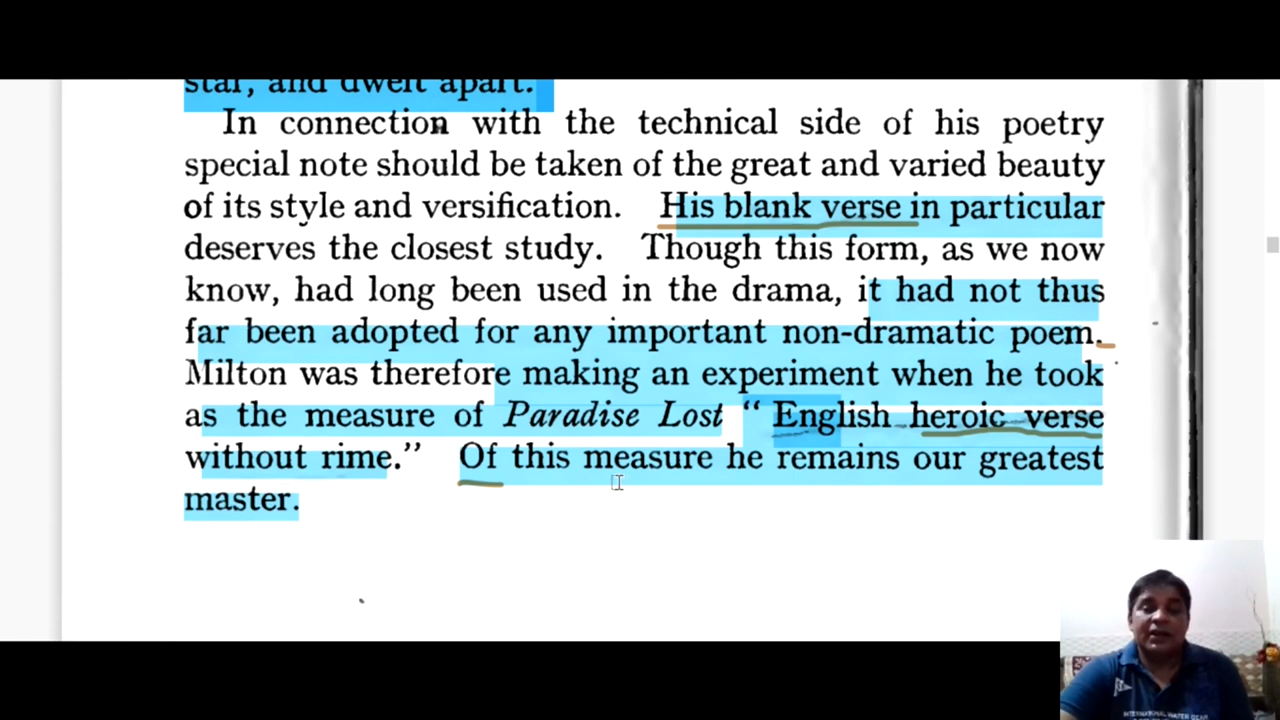 star, and dwelt apart."
In connection with the technical side of his poetry
special note should be taken of the great and varied beauty
of its style and versification. His blank verse in particular
deserves the closest study. Though this form, as we now
know, had long been used in the drama, it had not thus
far been adopted for any important non-dramatic poem.
Milton was therefore making an experiment when he took
as the measure of Paradise Lost “ English heroic verse
without rime.” Of this measure he remains our greatest
master.
INTERNATIONAL WATER GEAR